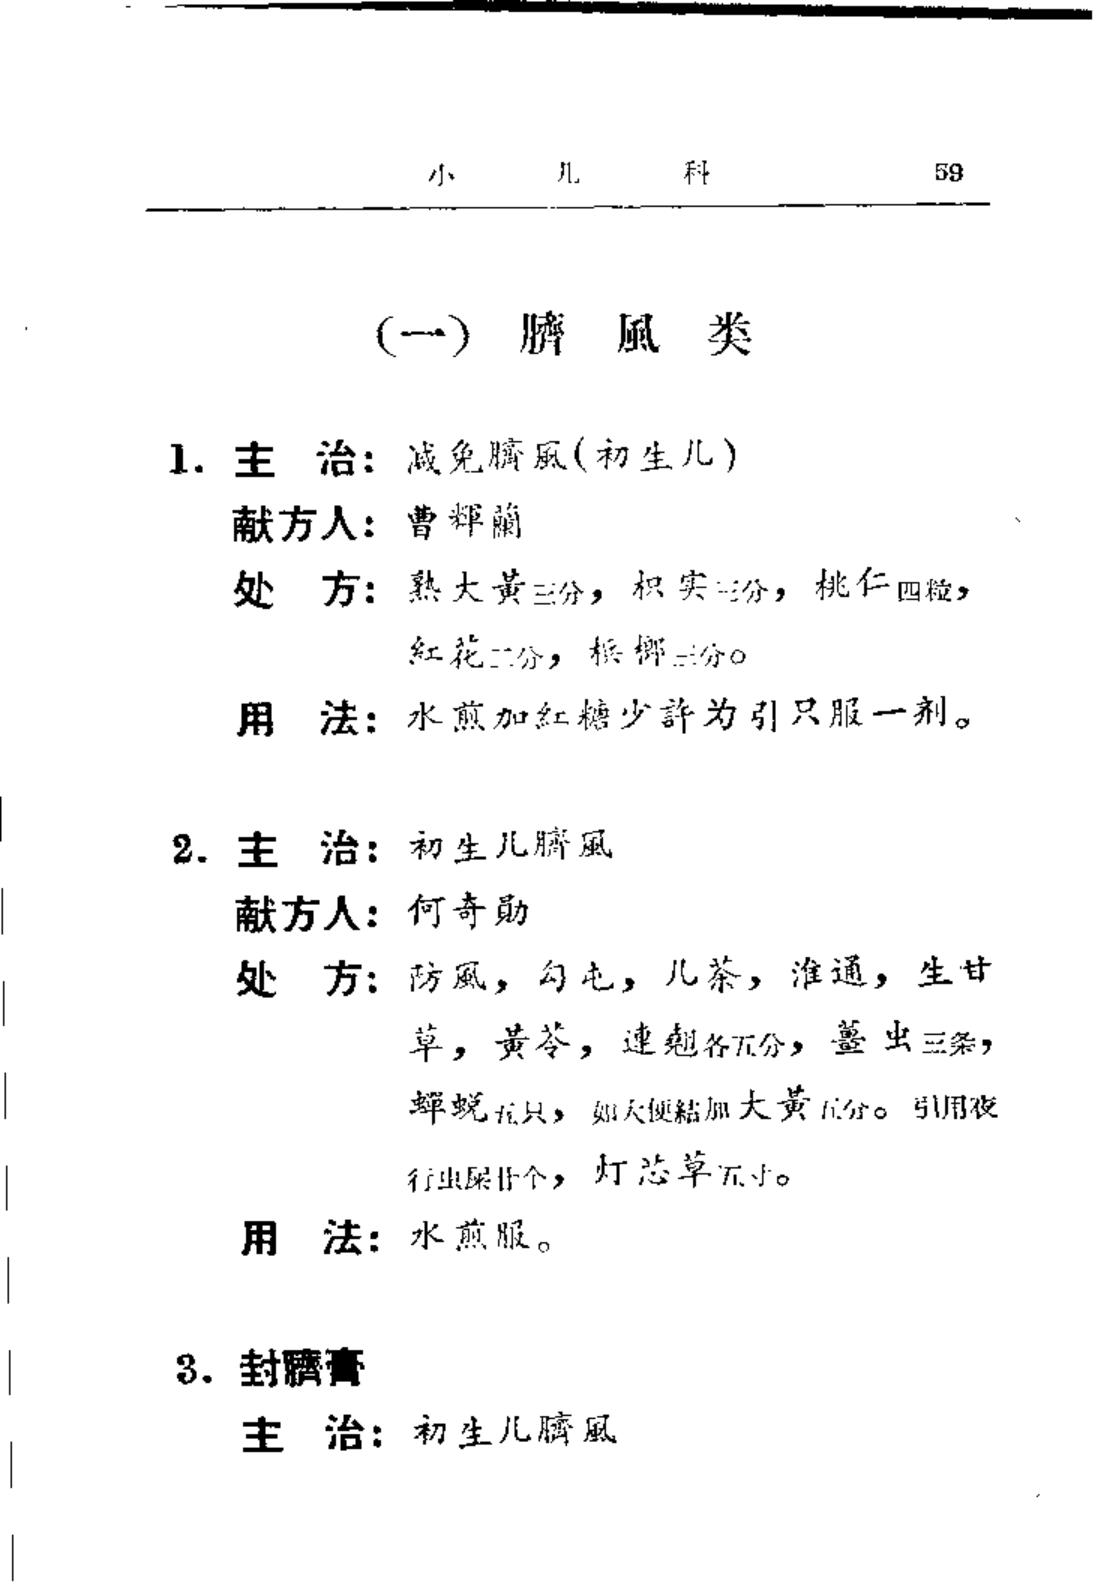 小儿科 59
(一) 臍風类
1. 主 治: 减免臍風(初生儿)
献方人: 曹輝蘭
处 方: 熟大黃三分, 枳实三分, 桃仁四粒,
紅花二分, 梹榔三分。
用 法: 水煎加紅糖少許为引只服一剂。
2. 主 治: 初生儿臍風
献方人: 何奇勛
处 方: 防風, 勾屯, 儿茶, 淮通, 生甘
草, 黃芩, 連翹各五分, 薑虫三条,
蟬蜕五只, 如大便結加大黃五分。引用夜
行虫屎廿个, 灯芯草五寸。
用 法: 水煎服。
3. 封臍膏
主 治: 初生儿臍風